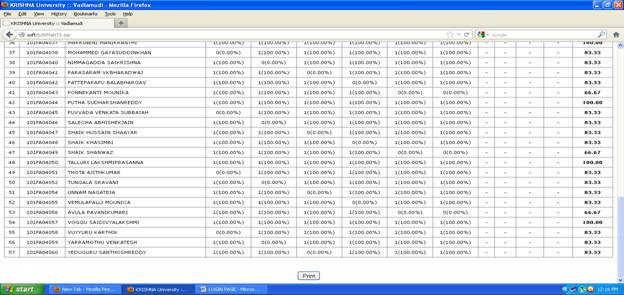 KRISHNA University :: Vadlamudi - Mozilla Firefox
File Edit View History Bookmarks Tools Help
KRISHNA University :: Vadlamudi
Google
36 101FA04037 MARKINENI MANIKRANTHI 1(100.00%) 1(100.00%) 1(100.00%) 1(100.00%) 1(100.00%) 1(100.00%) - - - - 100.00
37 101FA04038 MOHAMMED GAYASUDDINKHAN 1(100.00%) 0(0.00%) 1(100.00%) 1(100.00%) 1(100.00%) 1(100.00%) - - - - 83.33
38 101FA04040 NIMMAGADDA SAIKRISHNA 1(100.00%) 0(0.00%) 1(100.00%) 1(100.00%) 1(100.00%) 1(100.00%) - - - - 83.33
39 101FA04041 PARASARAM VKBHARADWAJ 1(100.00%) 1(100.00%) 0(0.00%) 1(100.00%) 1(100.00%) 1(100.00%) - - - - 83.33
40 101FA04042 PATTEPARAPU BALABHARGAV 1(100.00%) 1(100.00%) 1(100.00%) 0(0.00%) 1(100.00%) 1(100.00%) - - - - 83.33
41 101FA04043 PONNEKANTI MOUNIKA 1(100.00%) 1(100.00%) 1(100.00%) 1(100.00%) 0(0.00%) 0(0.00%) - - - - 66.67
42 101FA04044 PUTHA SUDHARSHANREDDY 1(100.00%) 1(100.00%) 1(100.00%) 1(100.00%) 1(100.00%) 1(100.00%) - - - - 100.00
43 101FA04045 PUVVADA VENKATA SUBBAIAH 0(0.00%) 1(100.00%) 1(100.00%) 1(100.00%) 1(100.00%) 1(100.00%) - - - - 83.33
44 101FA04046 SALECHA ABHISHEKJAIN 1(100.00%) 0(0.00%) 1(100.00%) 1(100.00%) 1(100.00%) 1(100.00%) - - - - 83.33
45 101FA04047 SHAIK HUSSAIN SHAAYAR 1(100.00%) 1(100.00%) 0(0.00%) 1(100.00%) 1(100.00%) 1(100.00%) - - - - 83.33
46 101FA04048 SHAIK KHASIMBI 1(100.00%) 1(100.00%) 1(100.00%) 0(0.00%) 1(100.00%) 1(100.00%) - - - - 83.33
47 101FA04049 SHAIK SHANWAZ 1(100.00%) 1(100.00%) 1(100.00%) 1(100.00%) 0(0.00%) 0(0.00%) - - - - 66.67
48 101FA04050 TALLURI LAKSHMIPRASANNA 1(100.00%) 1(100.00%) 1(100.00%) 1(100.00%) 1(100.00%) 1(100.00%) - - - - 100.00
49 101FA04051 THOTA AJITHKUMAR 0(0.00%) 1(100.00%) 1(100.00%) 1(100.00%) 1(100.00%) 1(100.00%) - - - - 83.33
50 101FA04052 TUNGALA SRAVANI 1(100.00%) 0(0.00%) 1(100.00%) 1(100.00%) 1(100.00%) 1(100.00%) - - - - 83.33
51 UNNAM NAGATEJA 1(100.00%) 1(100.00%) 0(0.00%) 1(100.00%) 1(100.00%) 1(100.00%) - - - - 83.33
52 101FA04055 VEMULAPALLI MOUNICA 1(100.00%) 1(100.00%) 1(100.00%) 0(0.00%) 1(100.00%) 1(100.00%) - - - - 83.33
53 101FA04056 AVULA PAVANIKUMARI 1(100.00%) 1(100.00%) 1(100.00%) 1(100.00%) 0(0.00%) 0(0.00%) - - - - 66.67
54 VOGGU SAIDIVYALAKSHMI 1(100.00%) 1(100.00%) 1(100.00%) 1(100.00%) 1(100.00%) 1(100.00%) - - - - 100.00
55 101FA04058 VUYYURU KARTHIK 0(0.00%) 1(100.00%) 1(100.00%) 1(100.00%) 1(100.00%) 1(100.00%) - - - - 83.33
56 101FA04059 YARRAMOTHU VENKATESH 1(100.00%) 0(0.00%) 1(100.00%) 1(100.00%) 1(100.00%) 1(100.00%) - - - - 83.33
57 101FA04060 YEDUGURU SANTHOSHREDDY 1(100.00%) 1(100.00%) 0(0.00%) 1(100.00%) 1(100.00%) 1(100.00%) - - - - 83.33
Print
start New Tab - Mozilla Fire... KRISHNA University :... LOGIN PAGE - Micros... 12:16 PM